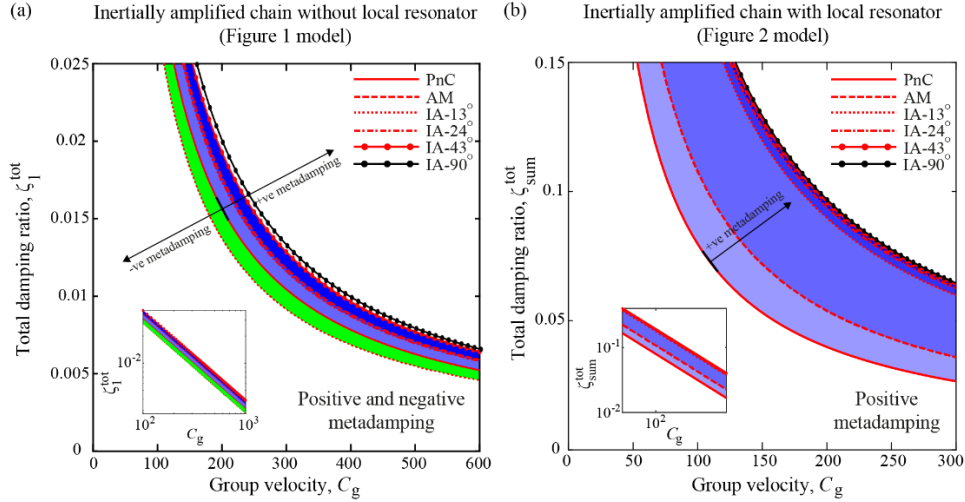 (a)
Inertially amplified chain without local resonator
(Figure 1 model)
Total damping ratio, ζ₁ᵗᵒᵗ
0.025
0.02
0.015
0.01
0.005
0
0 100 200 300 400 500 600
Group velocity, Cg
PnC
AM
IA-13°
IA-24°
IA-43°
IA-90°
+ve metadamping
-ve metadamping
Positive and negative
metadamping
ζ₁ᵗᵒᵗ
10⁻²
10² 10³
Cg
(b)
Inertially amplified chain with local resonator
(Figure 2 model)
Total damping ratio, ζsumᵗᵒᵗ
0.15
0.1
0.05
0
0 50 100 150 200 250 300
Group velocity, Cg
PnC
AM
IA-13°
IA-24°
IA-43°
IA-90°
+ve metadamping
Positive
metadamping
ζsumᵗᵒᵗ
10⁻¹
10⁻²
10²
Cg